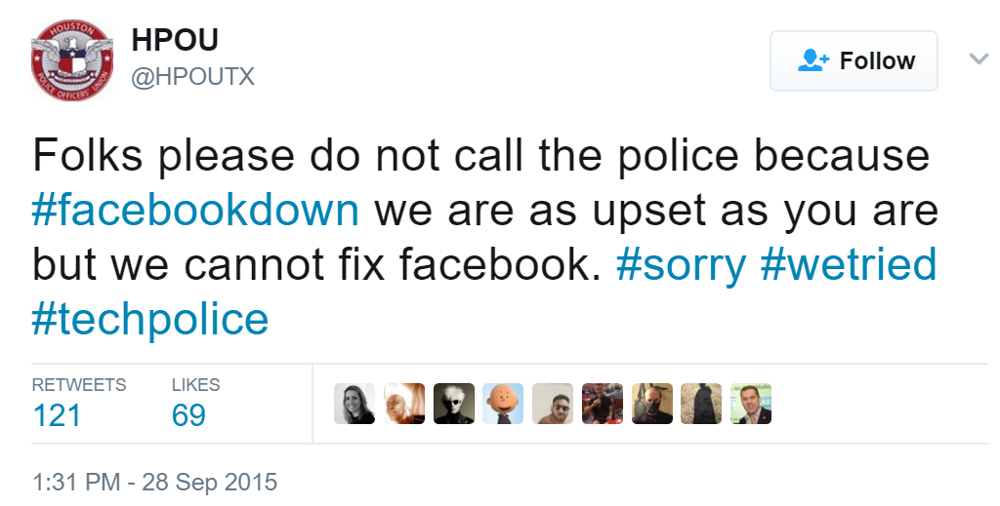 HOUSTON
POLICE OFFICERS' UNION
HPOU
@HPOUTX
Follow
Folks please do not call the police because
#facebookdown we are as upset as you are
but we cannot fix facebook. #sorry #wetried
#techpolice
RETWEETS LIKES
121 69
1:31 PM - 28 Sep 2015